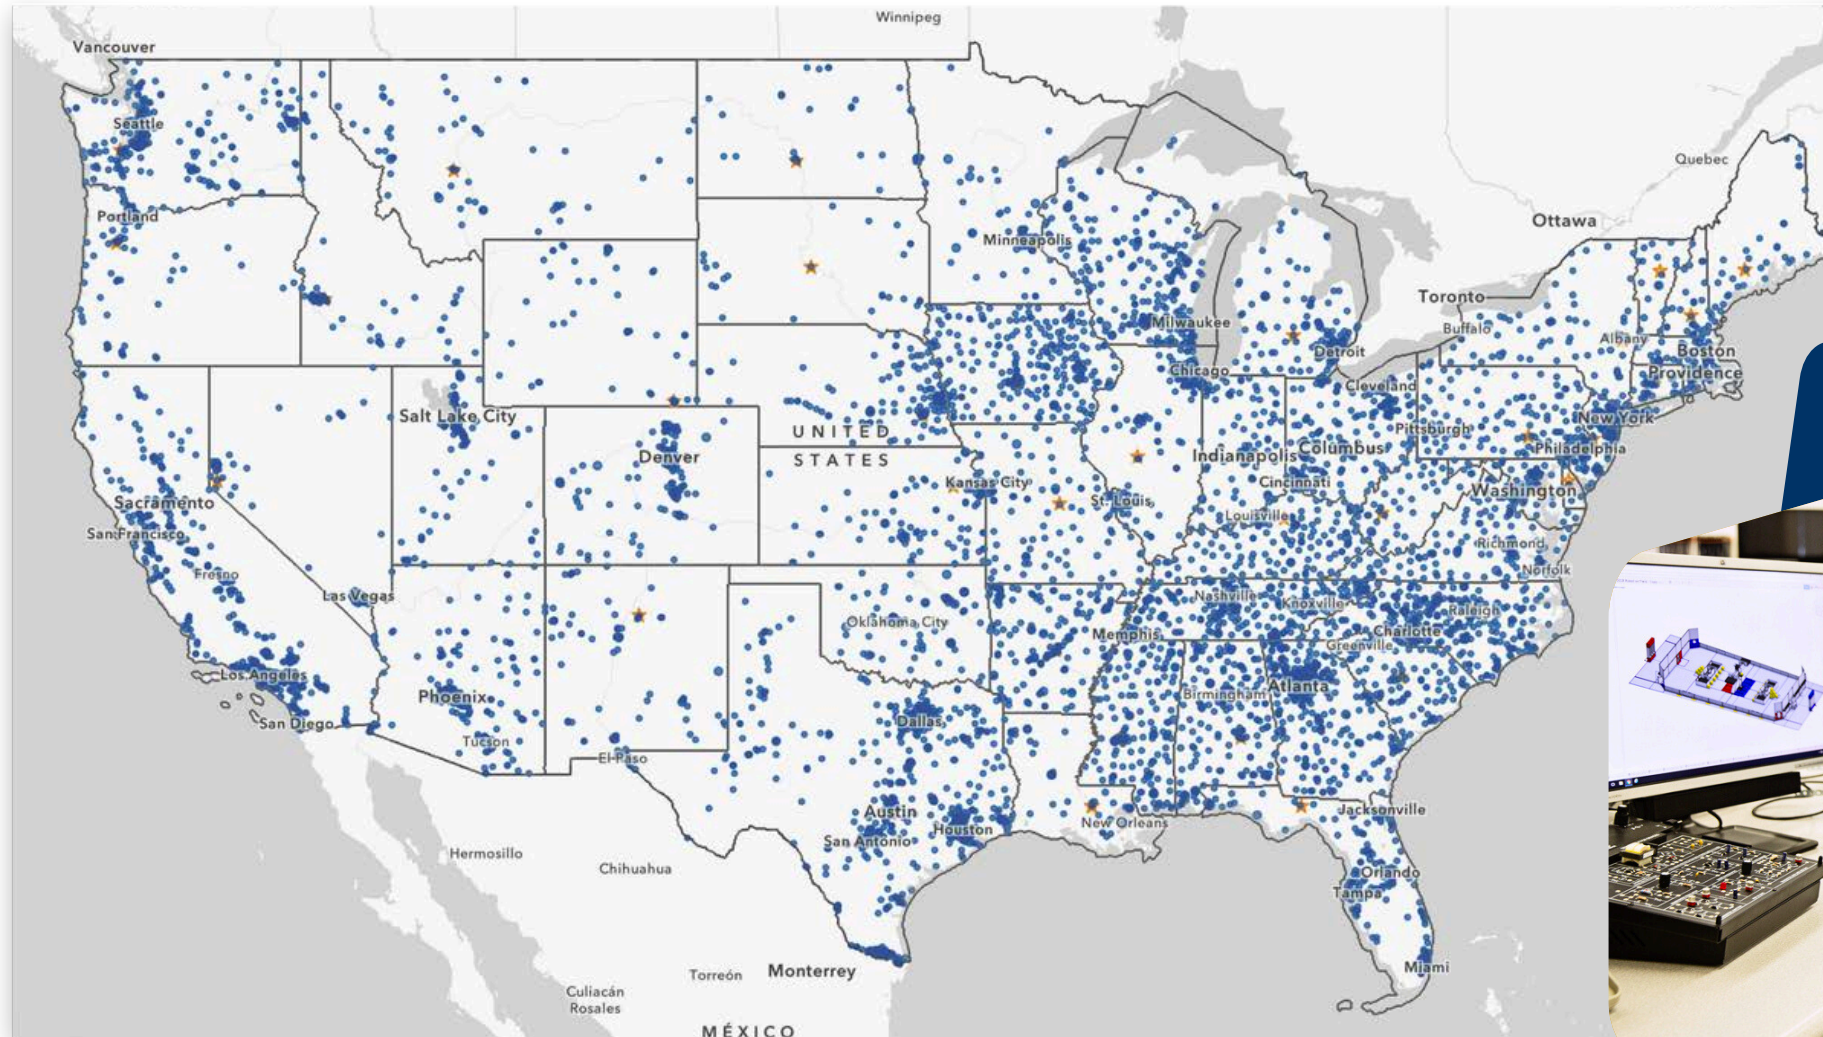 Winnipeg
Vancouver
Seattle
Quebec
Portland
Ottawa
Minneapolis
Toronto
Buffalo
Milwaukee
Albany
Detroit
Boston
Chicago
Providence
Cleveland
Salt Lake City
New York
UNITED
STATES
Pittsburgh
Denver
Indianapolis
Columbus
Philadelphia
Kansas City
Cincinnati
Washington
Sacramento
St. Louis
Louisville
San Francisco
Richmond
Fresno
Norfolk
Las Vegas
Nashville
Knoxville
Raleigh
Oklahoma City
Memphis
Charlotte
Greenville
Los Angeles
Phoenix
Birmingham
Atlanta
San Diego
Dallas
Tucson
El Paso
Austin
Jacksonville
Houston
New Orleans
San Antonio
Hermosillo
Chihuahua
Orlando
Tampa
Miami
Torreón
Monterrey
Culiacán
Rosales
MÉXICO